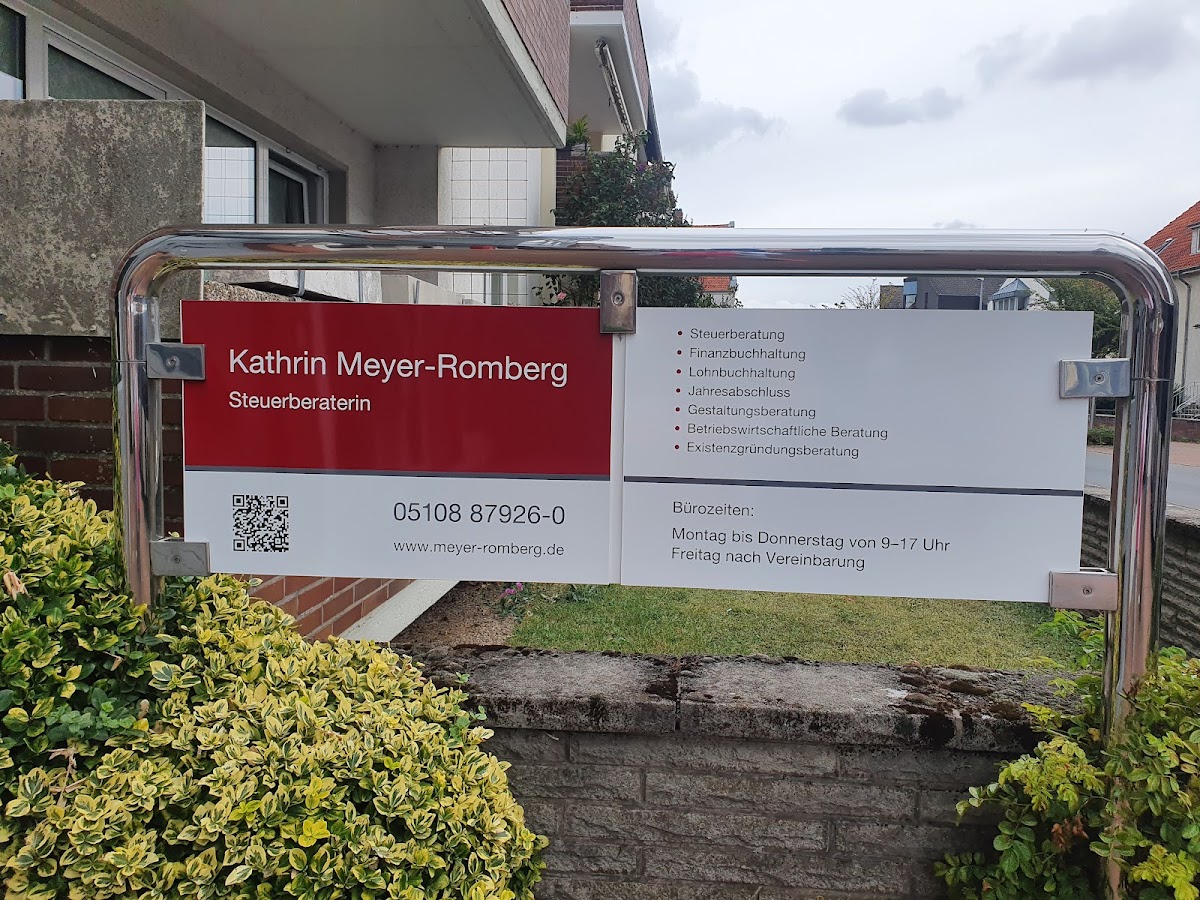 Kathrin Meyer-Romberg
Steuerberaterin
05108 87926-0
www.meyer-romberg.de
• Steuerberatung
• Finanzbuchhaltung
• Lohnbuchhaltung
• Jahresabschluss
• Gestaltungsberatung
• Betriebswirtschaftliche Beratung
• Existenzgründungsberatung
Bürozeiten:
Montag bis Donnerstag von 9–17 Uhr
Freitag nach Vereinbarung